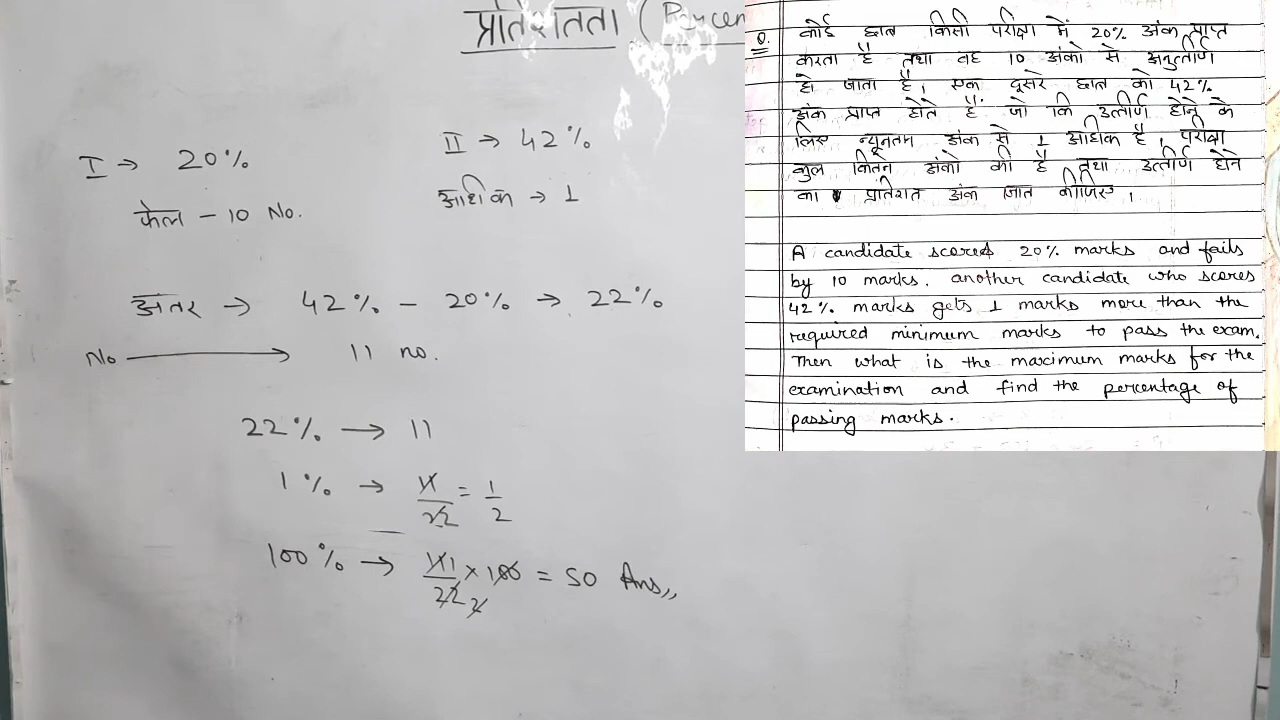 प्रतिशतता ( Percen
I → 20%
फेल - 10 No.
II → 42%
अधिक → 1
अंतर → 42% - 20% → 22%
No → 11 no.
22% → 11
1% → 11/22 = 1/2
100% → 11/22 × 100 = 50 Ans,,
Q. कोई छात्र किसी परीक्षा में 20% अंक प्राप्त
करता है तथा वह 10 अंको से अनुत्तीर्ण
हो जाता है, एक दूसरे छात्र को 42%
अंक प्राप्त होते हैं जो कि उत्तीर्ण होने के
लिए न्यूनतम अंक से 1 अधिक है, परीक्षा
कुल कितने अंको की है तथा उत्तीर्ण होने
का प्रतिशत अंक ज्ञात कीजिए,
A candidate scored 20% marks and fails
by 10 marks. another candidate who scores
42% marks gets 1 marks more than the
required minimum marks to pass the exam.
Then what is the maximum marks for the
examination and find the percentage of
passing marks.